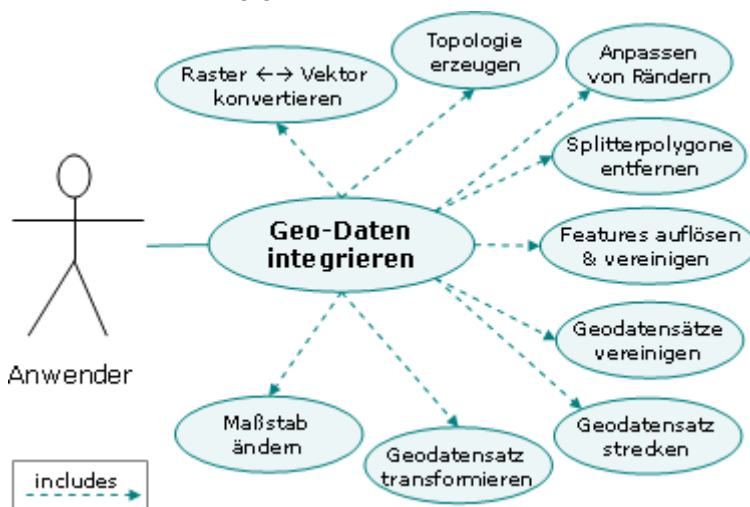 Topologie
erzeugen
Anpassen
von Rändern
Raster ←→ Vektor
konvertieren
Splitterpolygone
entfernen
Geo-Daten
integrieren
Features auflösen
& vereinigen
Geodatensätze
vereinigen
Anwender
Maßstab
ändern
Geodatensatz
strecken
Geodatensatz
transformieren
includes